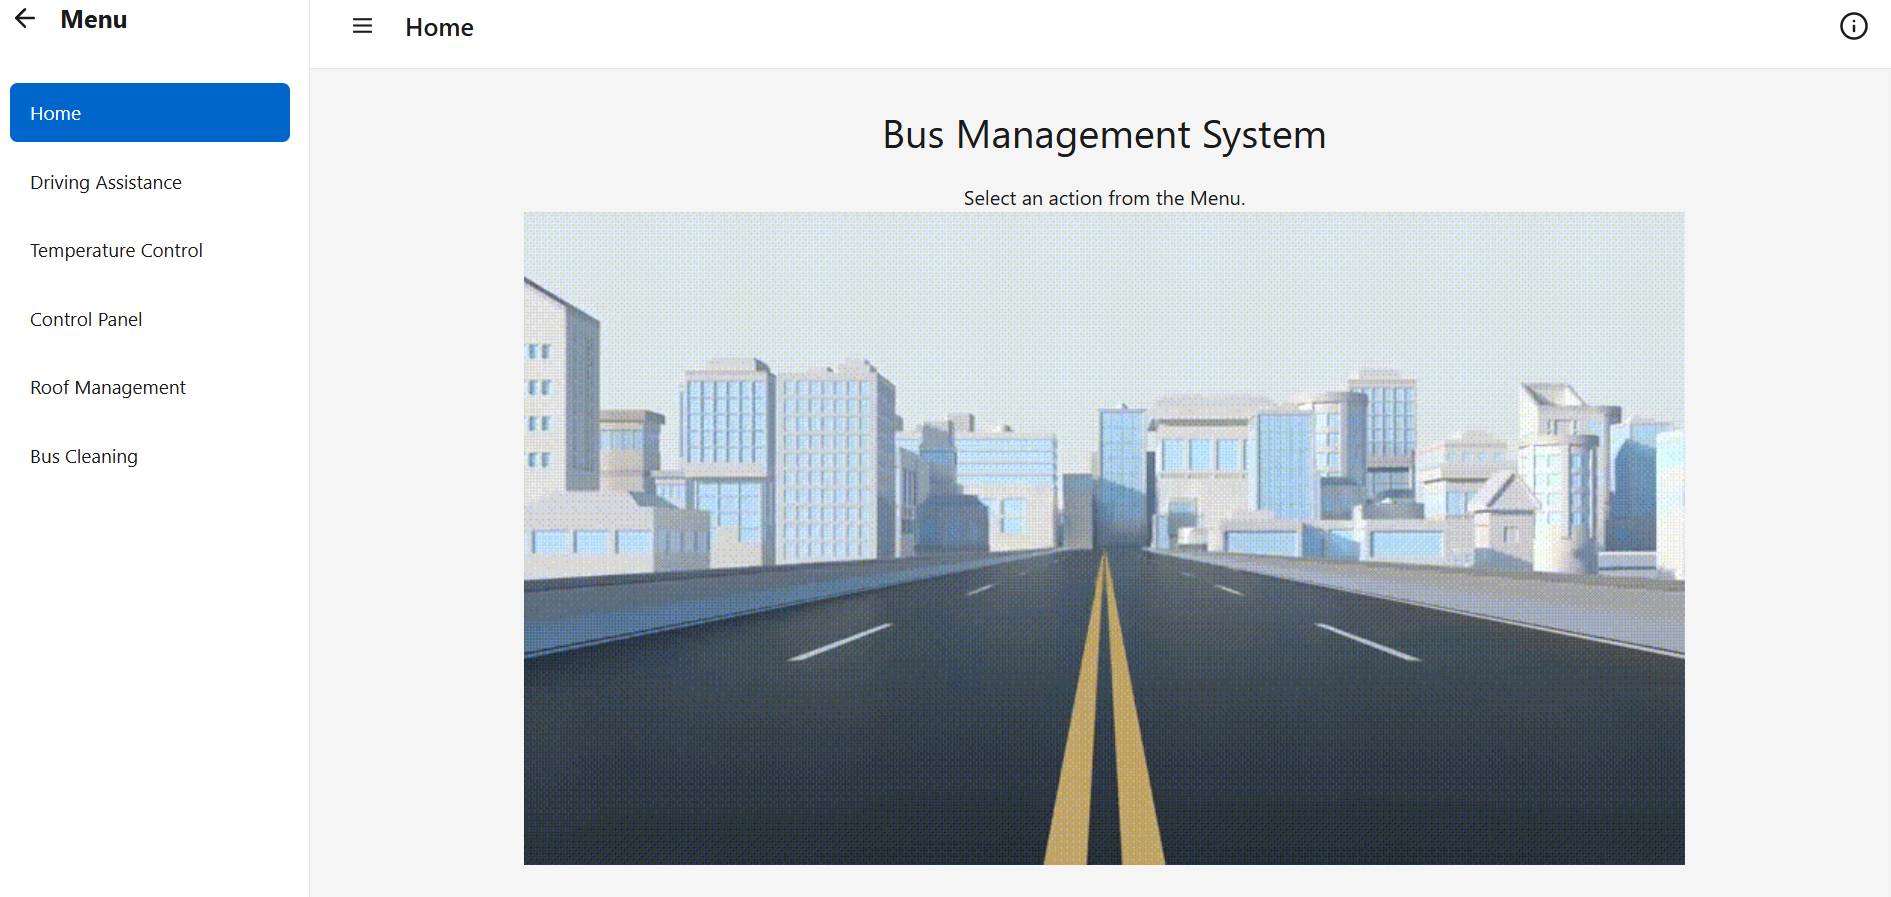 Menu
Home
Driving Assistance
Temperature Control
Control Panel
Roof Management
Bus Cleaning
Home
Bus Management System
Select an action from the Menu.